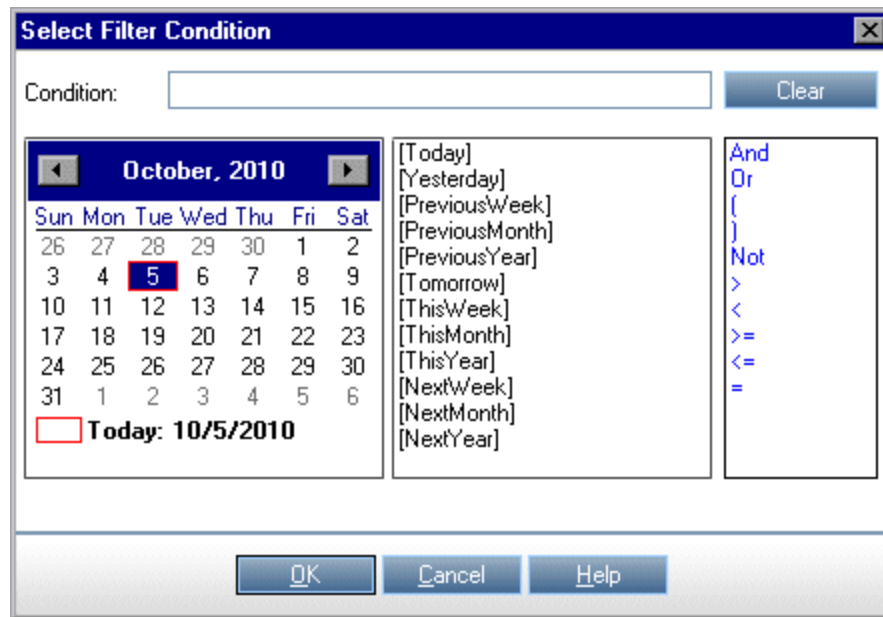 Select Filter Condition
Condition:
Clear
October, 2010
Sun Mon Tue Wed Thu Fri Sat
26 27 28 29 30 1 2
3 4 5 6 7 8 9
10 11 12 13 14 15 16
17 18 19 20 21 22 23
24 25 26 27 28 29 30
31 1 2 3 4 5 6
Today: 10/5/2010
[Today]
[Yesterday]
[PreviousWeek]
[PreviousMonth]
[PreviousYear]
[Tomorrow]
[ThisWeek]
[ThisMonth]
[ThisYear]
[NextWeek]
[NextMonth]
[NextYear]
And
Or
(
)
Not
>
<
>=
<=
=
OK
Cancel
Help